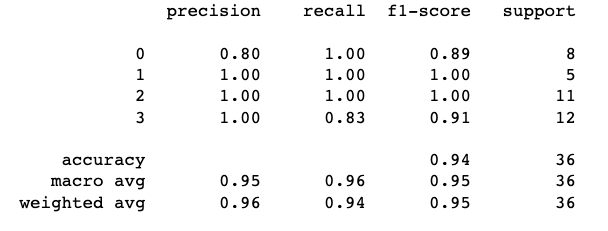 precision recall f1-score support
0 0.80 1.00 0.89 8
1 1.00 1.00 1.00 5
2 1.00 1.00 1.00 11
3 1.00 0.83 0.91 12
accuracy 0.94 36
macro avg 0.95 0.96 0.95 36
weighted avg 0.96 0.94 0.95 36